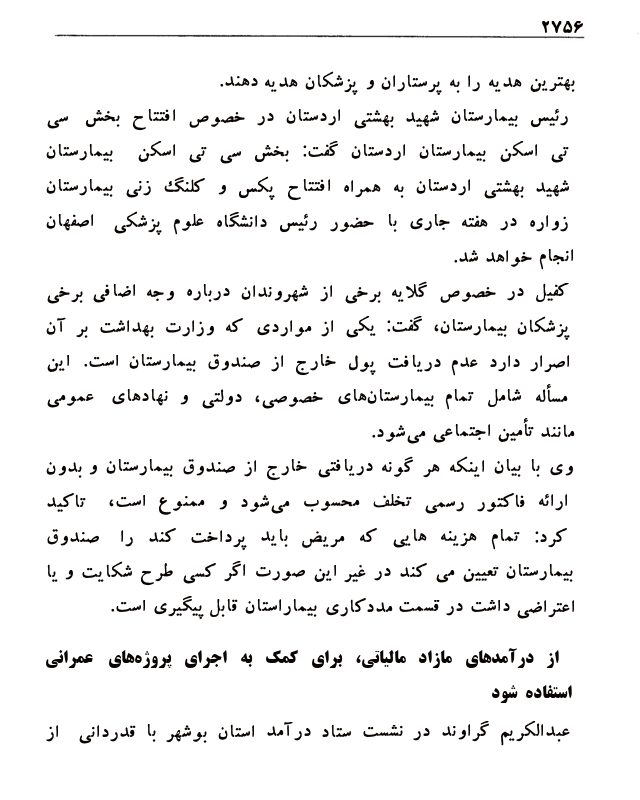 ۲۷۵۶
بهترین هدیه را به پرستاران و پزشکان هدیه دهند.
رئیس بیمارستان شهید بهشتی اردستان در خصوص افتتاح بخش سی
تی اسکن بیمارستان اردستان گفت: بخش سی تی اسکن بیمارستان
شهید بهشتی اردستان به همراه افتتاح پکس و کلنگ زنی بیمارستان
زواره در هفته جاری با حضور رئیس دانشگاه علوم پزشکی اصفهان
انجام خواهد شد.
کفیل در خصوص گلایه برخی از شهروندان درباره وجه اضافی برخی
پزشکان بیمارستان، گفت: یکی از مواردی که وزارت بهداشت بر آن
اصرار دارد عدم دریافت پول خارج از صندوق بیمارستان است. این
مسأله شامل تمام بیمارستان‌های خصوصی، دولتی و نهادهای عمومی
مانند تأمین اجتماعی می‌شود.
وی با بیان اینکه هر گونه دریافتی خارج از صندوق بیمارستان و بدون
ارائه فاکتور رسمی تخلف محسوب می‌شود و ممنوع است، تاکید
کرد: تمام هزینه هایی که مریض باید پرداخت کند را صندوق
بیمارستان تعیین می کند در غیر این صورت اگر کسی طرح شکایت و یا
اعتراضی داشت در قسمت مددکاری بیماراستان قابل پیگیری است.
از درآمدهای مازاد مالیاتی، برای کمک به اجرای پروژه‌های عمرانی
استفاده شود
عبدالکریم گراوند در نشست ستاد درآمد استان بوشهر با قدردانی از